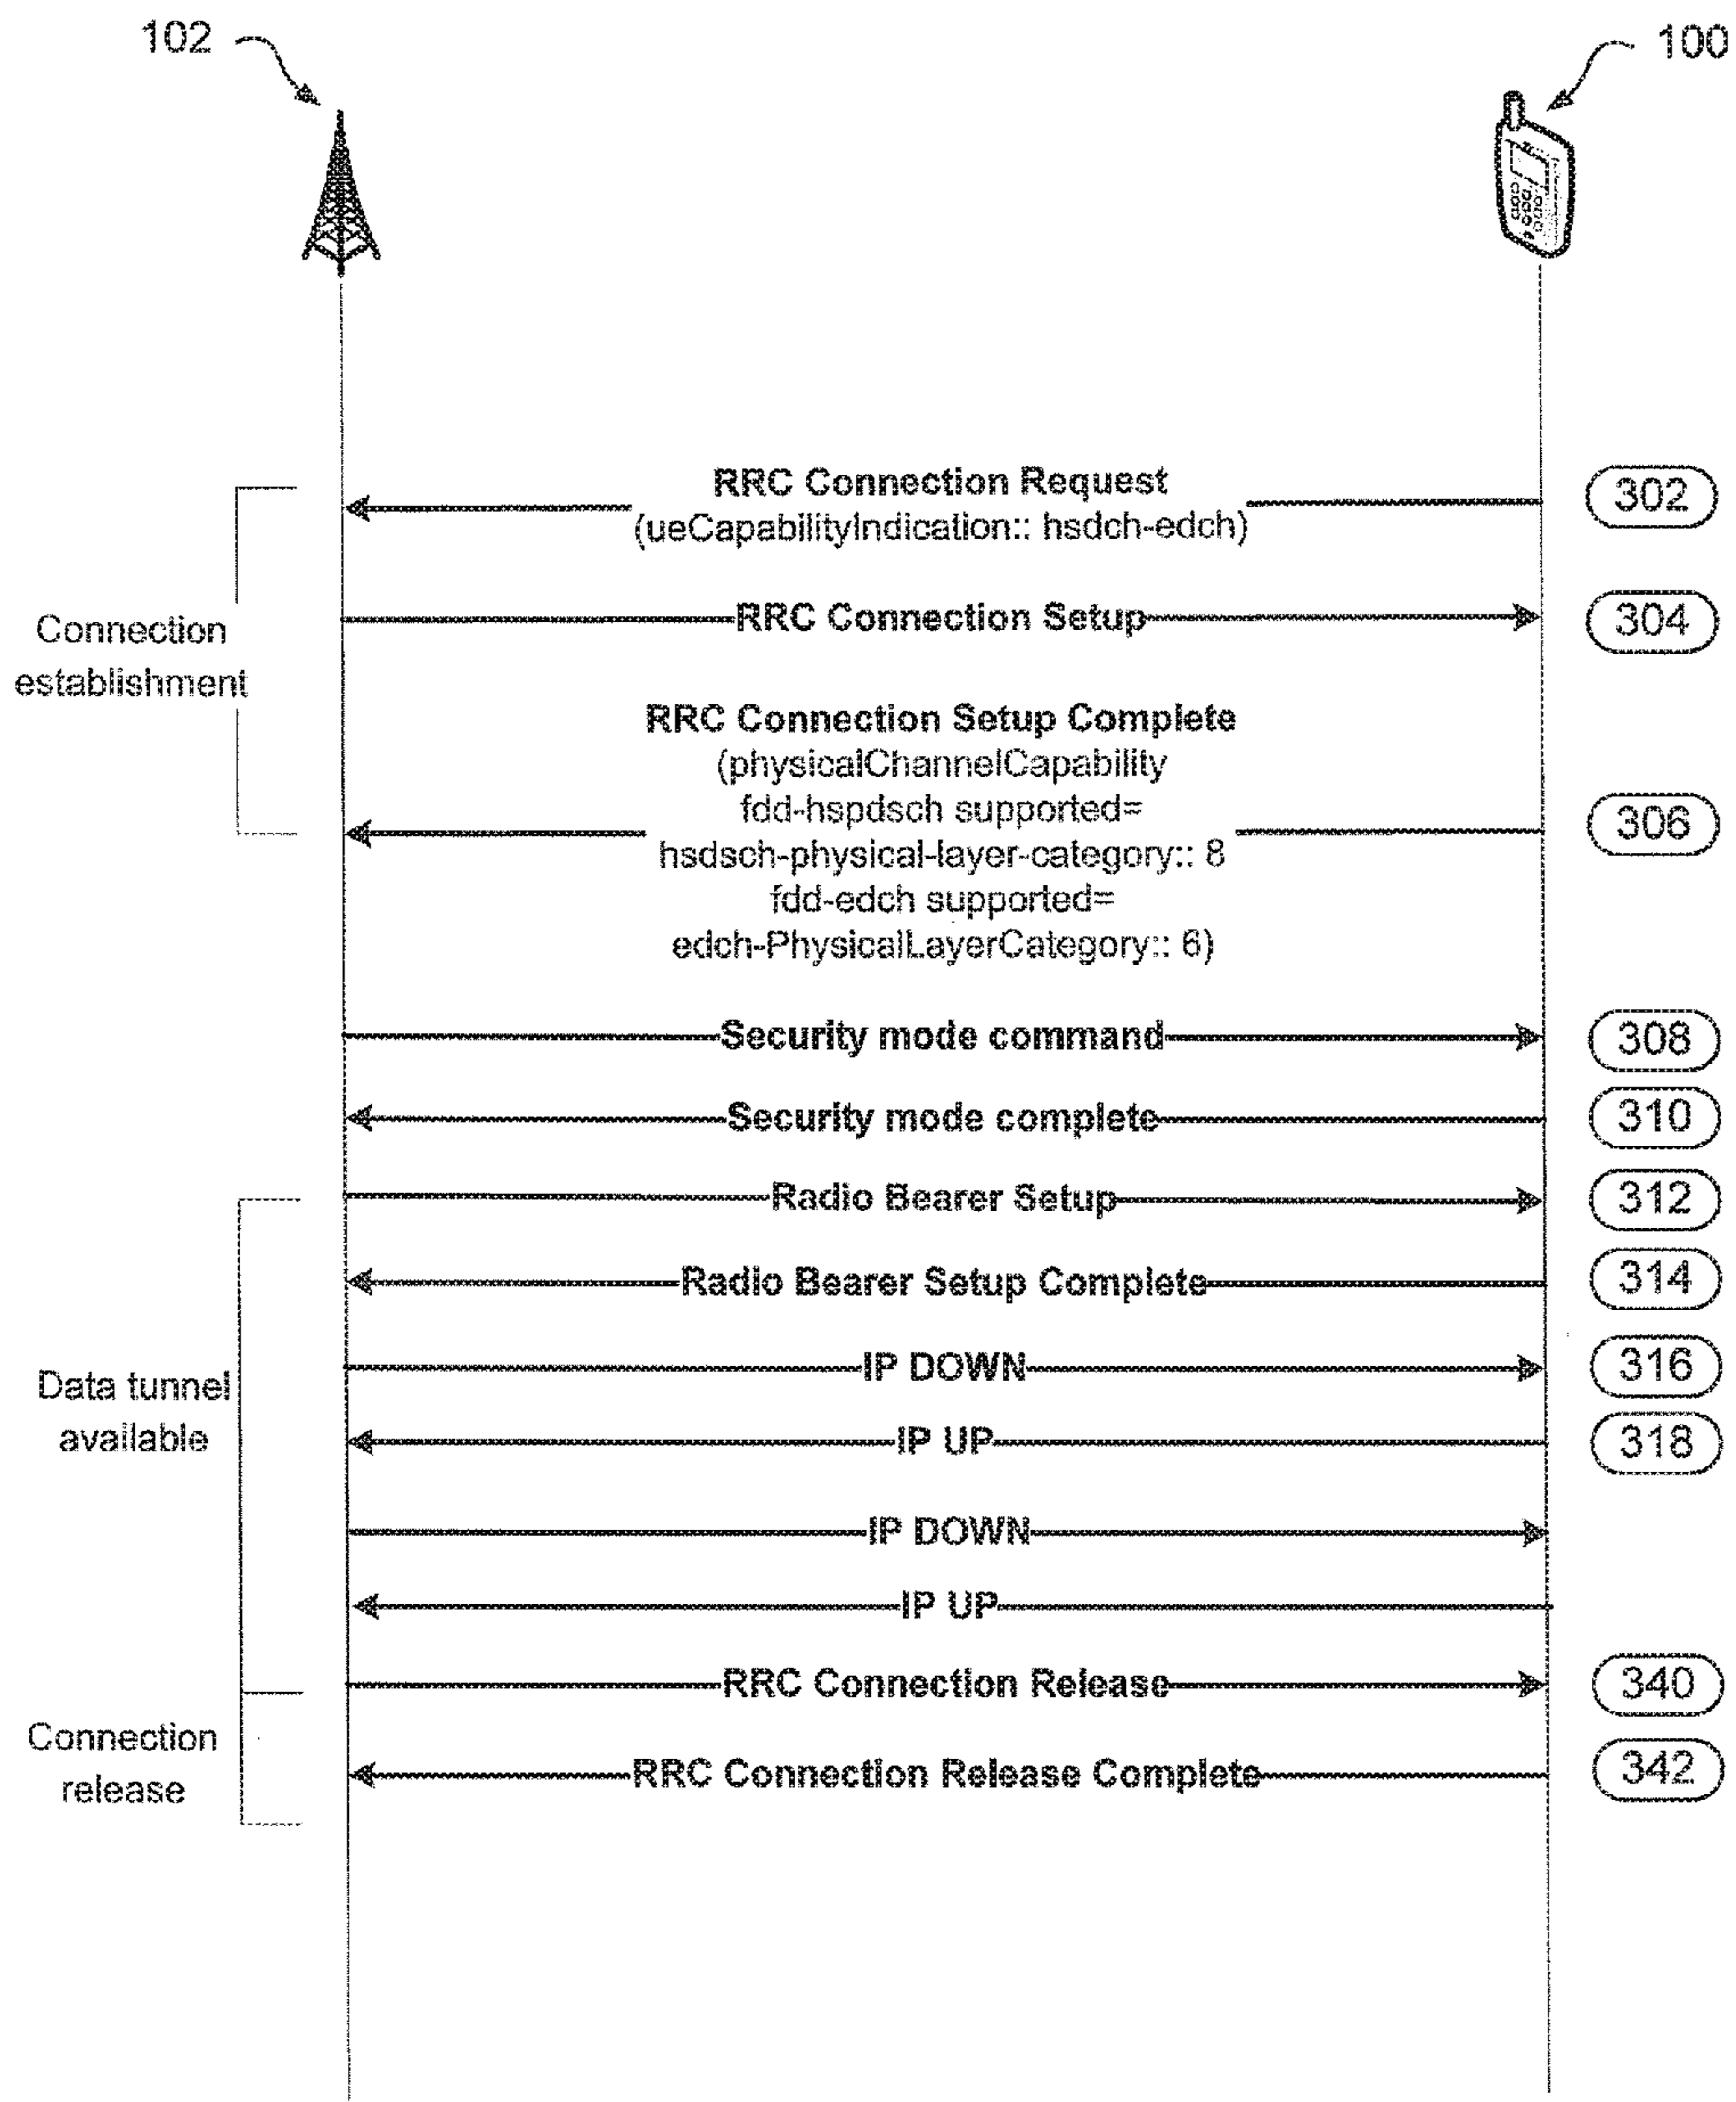 102
100
RRC Connection Request
(ueCapabilityIndication:: hsdch-edch)
302
Connection
establishment
RRC Connection Setup
304
RRC Connection Setup Complete
(physicalChannelCapability
fdd-hspdsch supported=
hsdsch-physical-layer-category:: 8
fdd-edch supported=
edch-PhysicalLayerCategory:: 6)
306
Security mode command
308
Security mode complete
310
Radio Bearer Setup
312
Radio Bearer Setup Complete
314
Data tunnel
available
IP DOWN
316
IP UP
318
IP DOWN
IP UP
RRC Connection Release
340
Connection
release
RRC Connection Release Complete
342